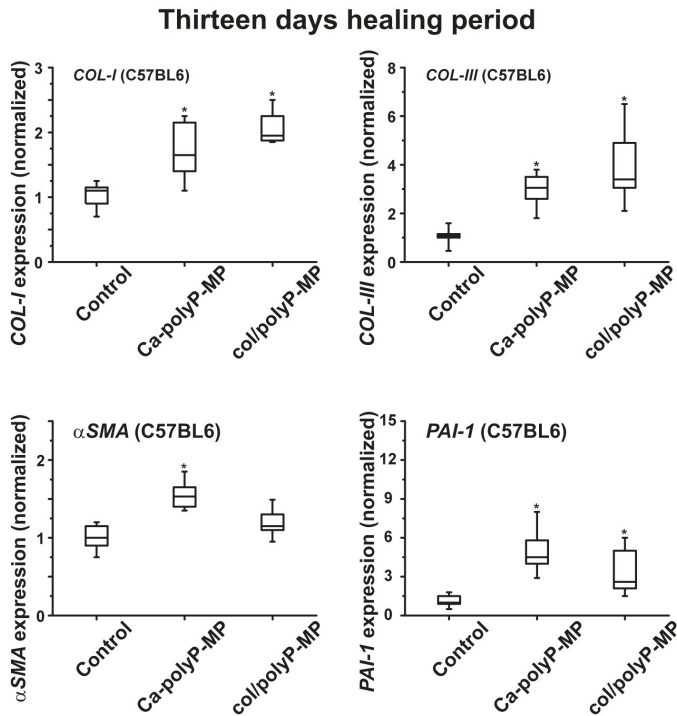 Thirteen days healing period
COL-I expression (normalized)
3
2
1
0
COL-I (C57BL6)
*
*
Control
Ca-polyP-MP
col/polyP-MP
COL-III expression (normalized)
8
6
4
2
0
COL-III (C57BL6)
*
*
Control
Ca-polyP-MP
col/polyP-MP
αSMA expression (normalized)
2
1
0
αSMA (C57BL6)
*
Control
Ca-polyP-MP
col/polyP-MP
PAI-1 expression (normalized)
15
12
9
6
3
0
PAI-1 (C57BL6)
*
*
Control
Ca-polyP-MP
col/polyP-MP